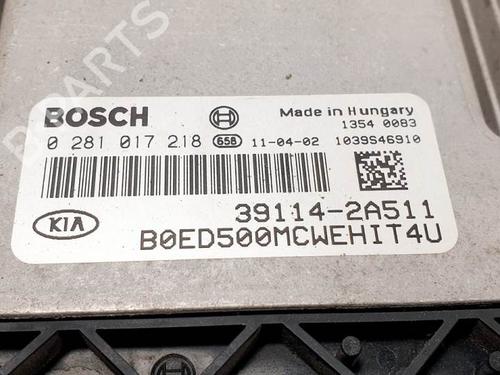 BOSCH
Made in Hungary
1354 0083
0 281 017 218 658 11-04-02 1039S46910
39114-2A511
KIA
B0ED500MCWEHIT4U